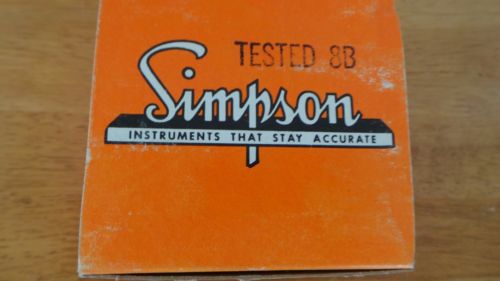 TESTED 8B
Simpson
INSTRUMENTS THAT STAY ACCURATE